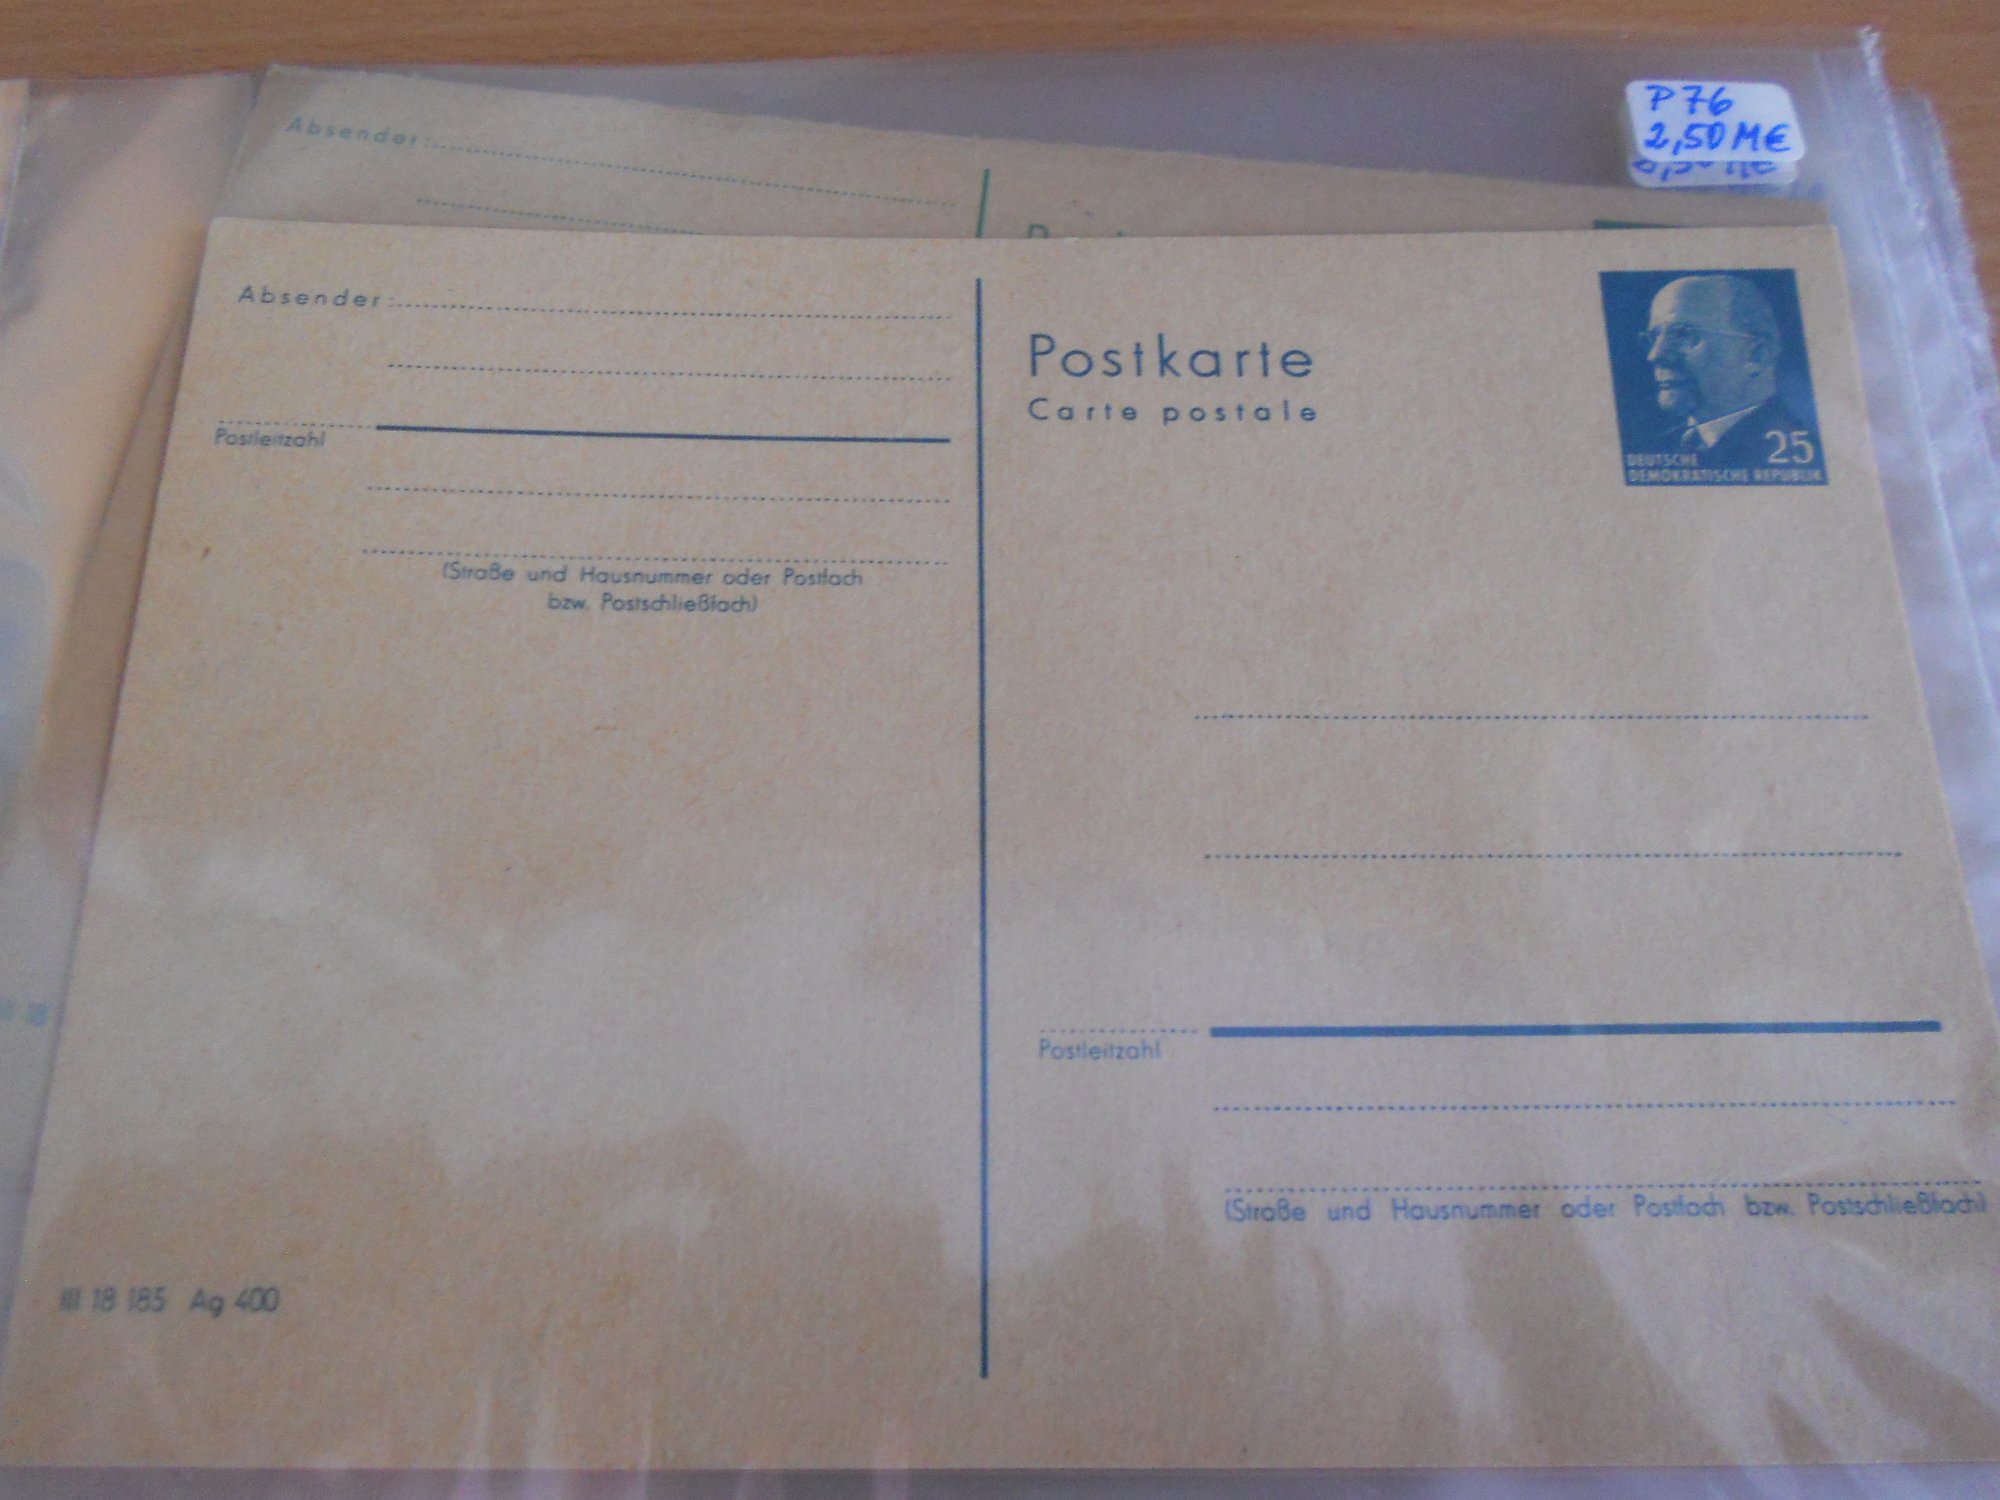 P 76
2,50 M€
Absender:
Absender:
Postkarte
Carte postale
25
DEUTSCHE
DEMOKRATISCHE REPUBLIK
Postleitzahl
(Straße und Hausnummer oder Postfach
bzw. Postschließfach)
Postleitzahl
(Straße und Hausnummer oder Postfach bzw. Postschließfach)
III 18 185 Ag 400